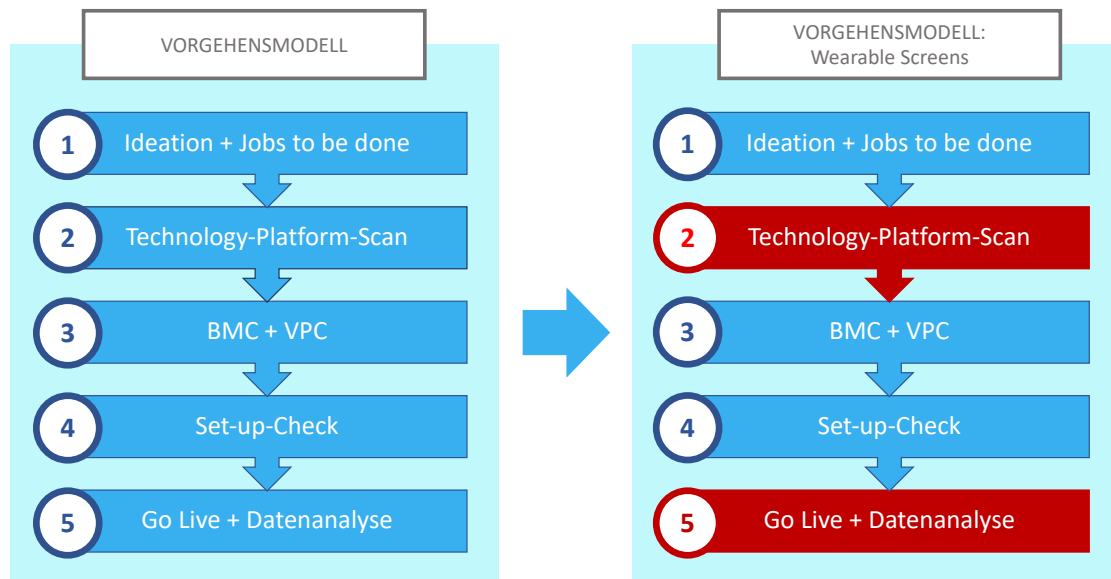 VORGEHENSMODELL
1
Ideation + Jobs to be done
2
Technology-Platform-Scan
3
BMC + VPC
4
Set-up-Check
5
Go Live + Datenanalyse
VORGEHENSMODELL:
Wearable Screens
1
Ideation + Jobs to be done
2
Technology-Platform-Scan
3
BMC + VPC
4
Set-up-Check
5
Go Live + Datenanalyse